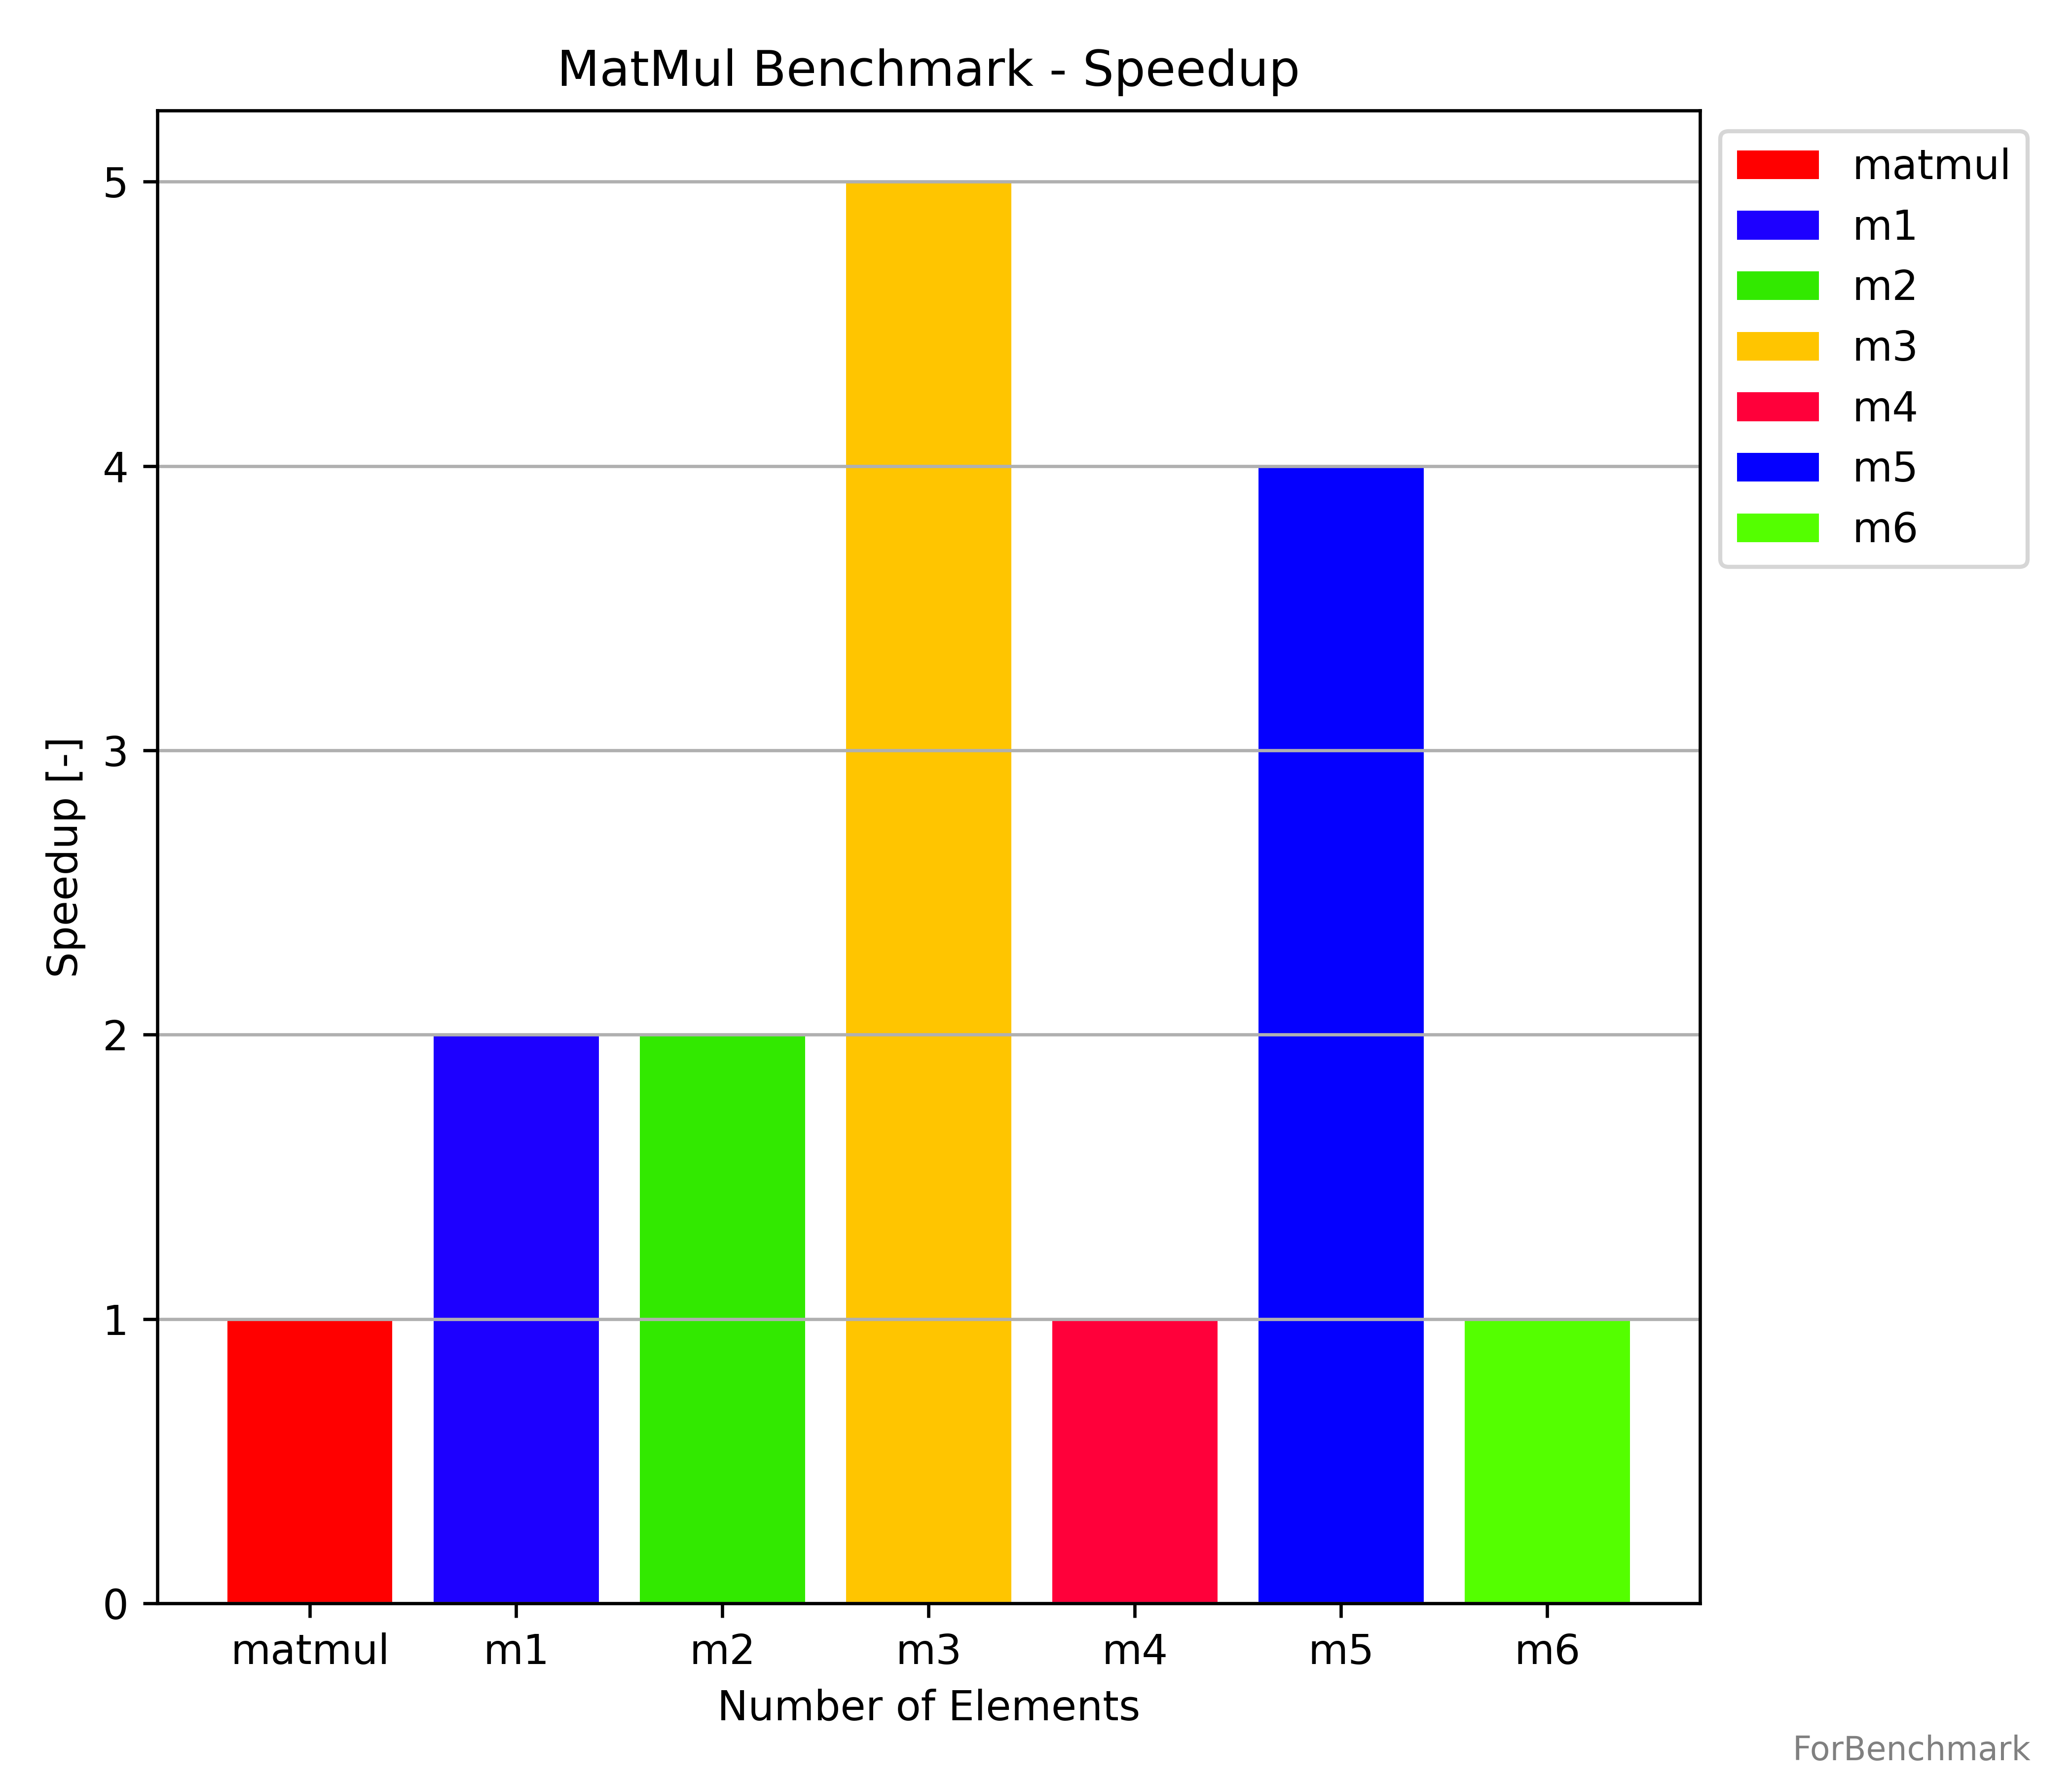 MatMul Benchmark - Speedup
5
4
3
2
1
0
Speedup [-]
matmul m1 m2 m3 m4 m5 m6
Number of Elements
matmul
m1
m2
m3
m4
m5
m6
ForBenchmark